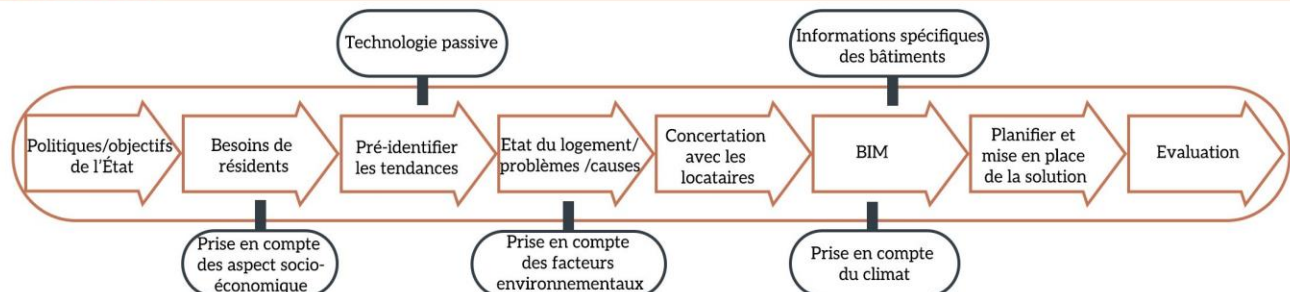 Technologie passive
Informations spécifiques
des bâtiments
Politiques/objectifs
de l'État
Besoins de
résidents
Pré-identifier
les tendances
Etat du logement/
problèmes /causes
Concertation
avec les
locataires
BIM
Planifier et
mise en place
de la solution
Evaluation
Prise en compte
des aspect socio-
économique
Prise en compte
des facteurs
environnementaux
Prise en compte
du climat